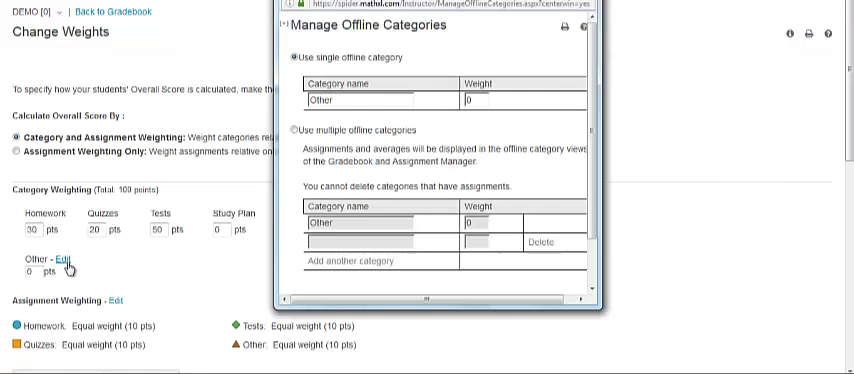 DEMO [0] | Back to Gradebook
Change Weights
To specify how your students' Overall Score is calculated, make th
Calculate Overall Score By :
Category and Assignment Weighting: Weight categories rel
Assignment Weighting Only: Weight assignments relative on
Category Weighting (Total: 100 points)
Homework Quizzes Tests Study Plan
30 pts 20 pts 50 pts 0 pts
Other - Edit
0 pts
Assignment Weighting - Edit
Homework: Equal weight (10 pts) Tests: Equal weight (10 pts)
Quizzes: Equal weight (10 pts) Other: Equal weight (10 pts)
https://spider.mathxl.com/Instructor/ManageOfflineCategories.aspx?centerwin=yes
[+] Manage Offline Categories
Use single offline category
Category name Weight
Other 0
Use multiple offline categories
Assignments and averages will be displayed in the offline category views
of the Gradebook and Assignment Manager.
You cannot delete categories that have assignments.
Category name Weight
Other 0
Delete
Add another category